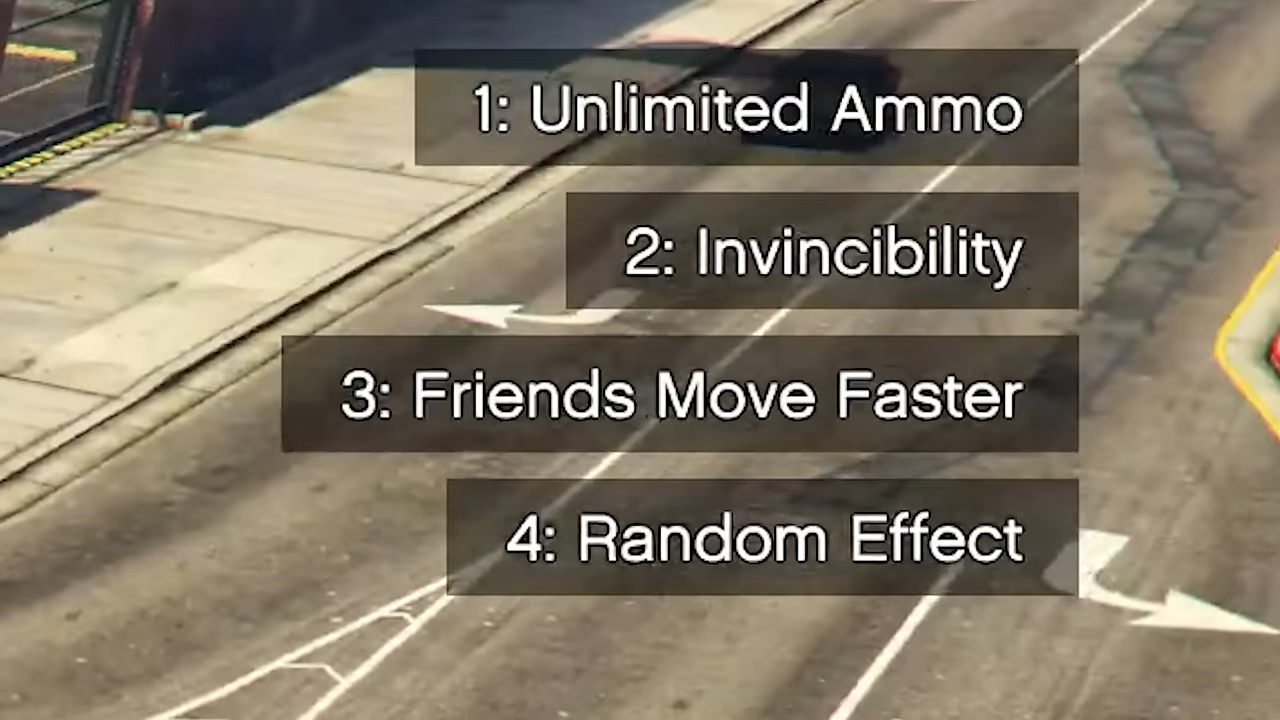 1: Unlimited Ammo
2: Invincibility
3: Friends Move Faster
4: Random Effect